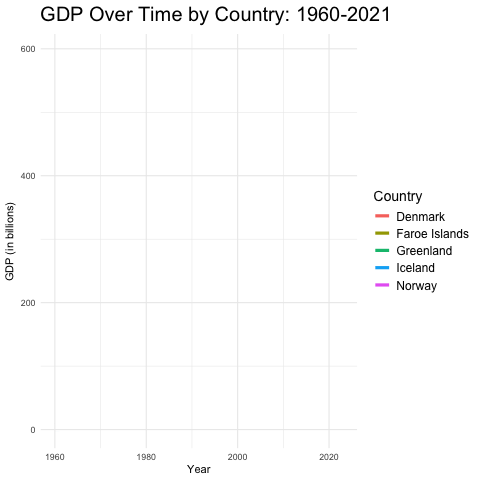 GDP Over Time by Country: 1960-2021
600
400
200
0
GDP (in billions)
1960 1980 2000 2020
Year
Country
Denmark
Faroe Islands
Greenland
Iceland
Norway